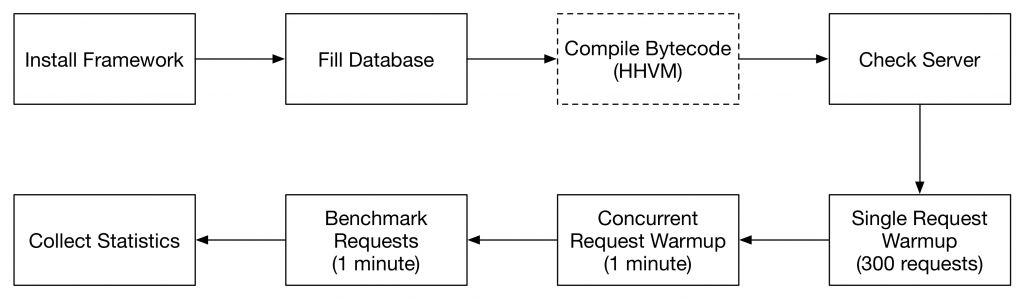 Install Framework
Fill Database
Compile Bytecode
(HHVM)
Check Server
Single Request
Warmup
(300 requests)
Concurrent
Request Warmup
(1 minute)
Benchmark
Requests
(1 minute)
Collect Statistics